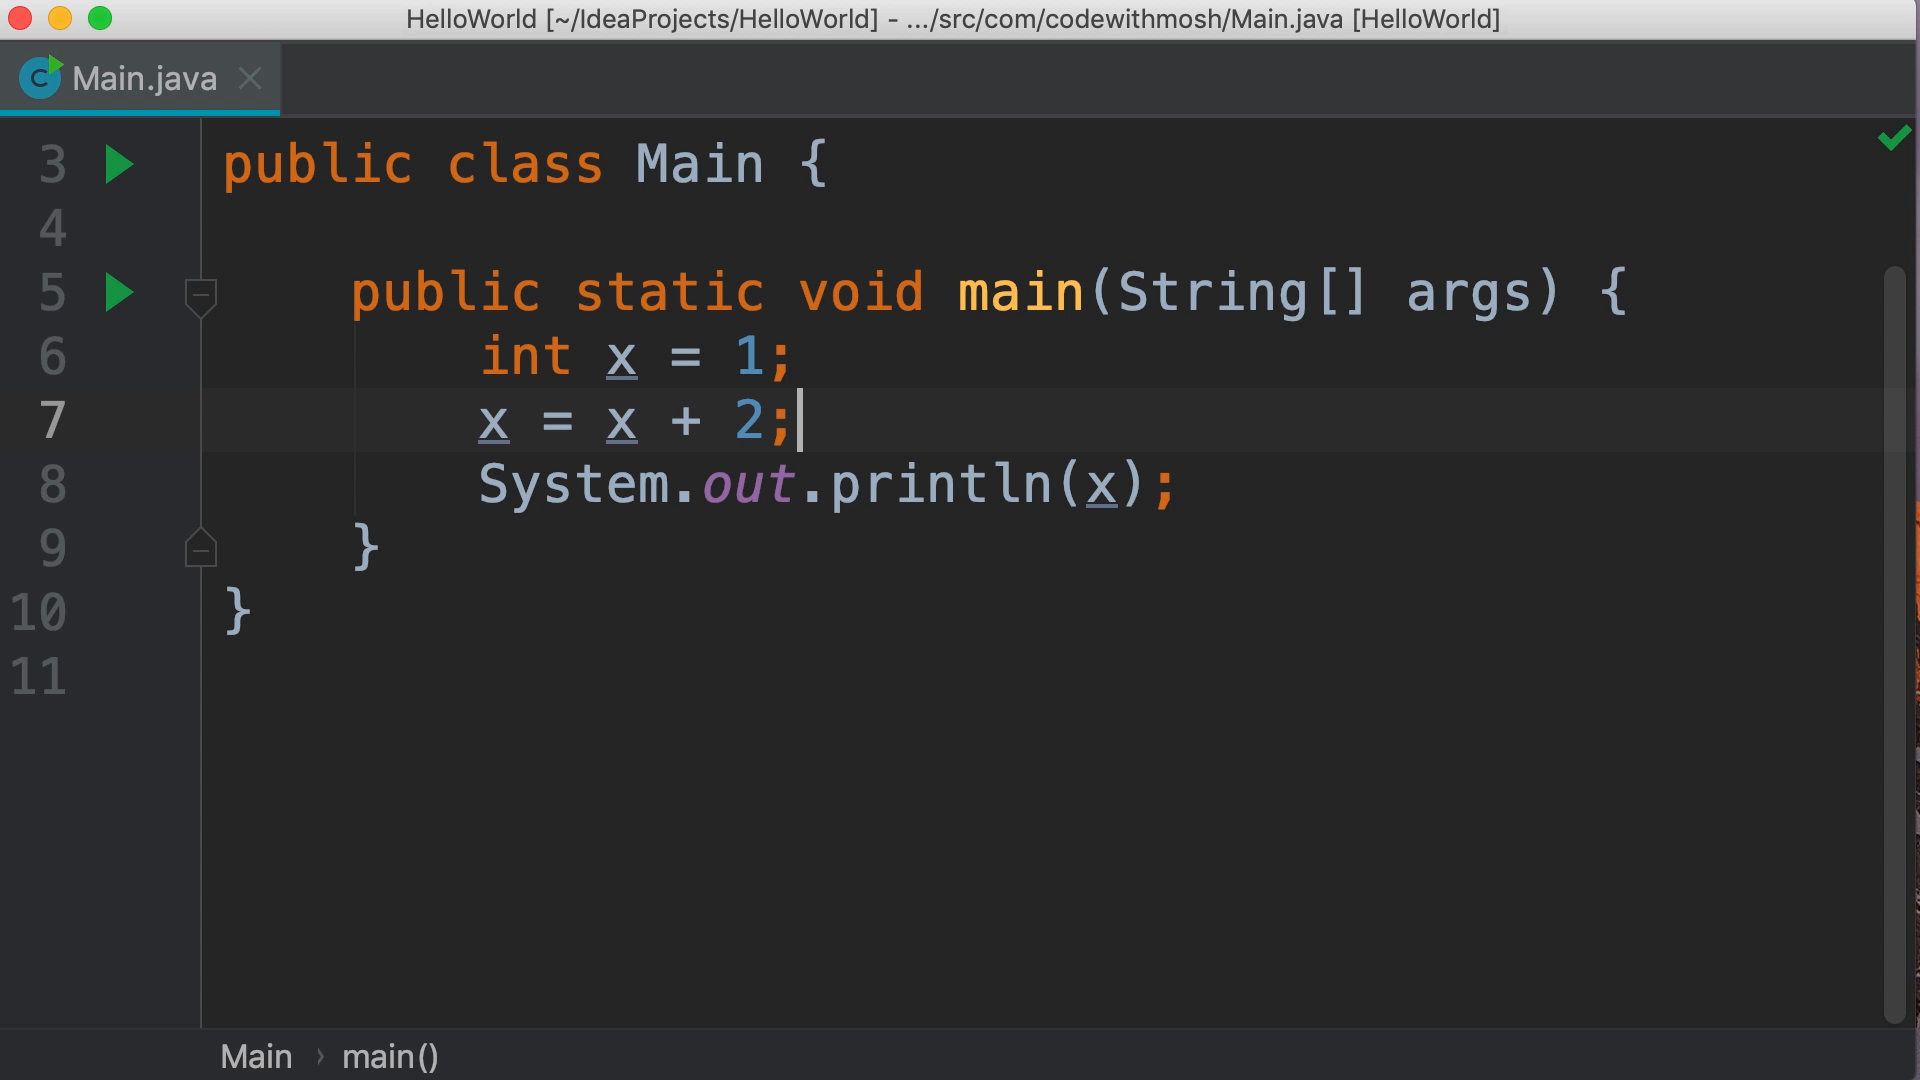 HelloWorld [~/IdeaProjects/HelloWorld] - .../src/com/codewithmosh/Main.java [HelloWorld]
C Main.java
3 public class Main {
4
5 public static void main(String[] args) {
6 int x = 1;
7 x = x + 2;
8 System.out.println(x);
9 }
10 }
11
Main › main()